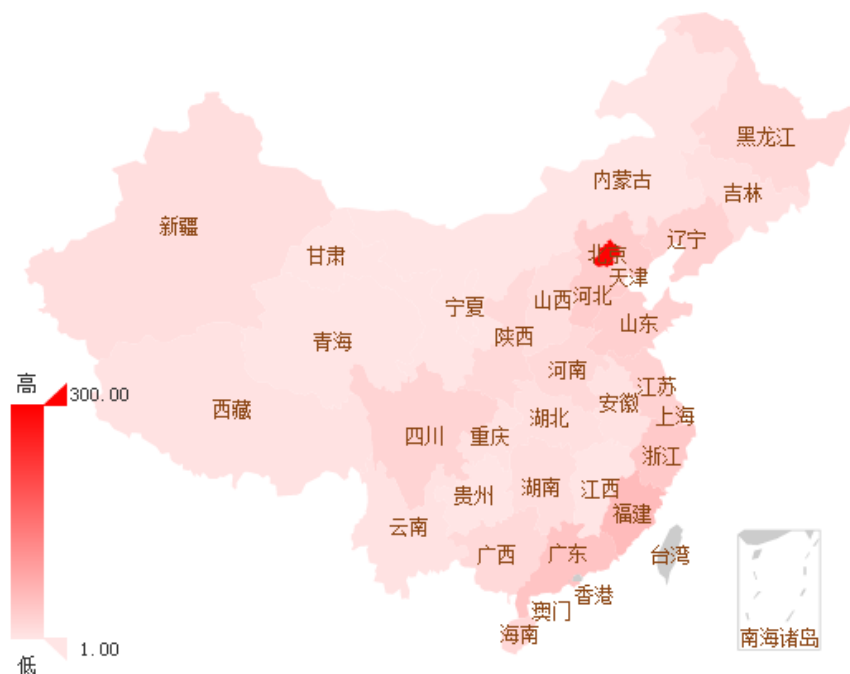 黑龙江
内蒙古
吉林
新疆
辽宁
北京
甘肃
天津
河北
山西
宁夏
山东
陕西
青海
河南
高
300.00
江苏
安徽
西藏
湖北
上海
四川
重庆
浙江
湖南
江西
贵州
福建
云南
广西
广东
台湾
香港
澳门
海南
南海诸岛
1.00
低